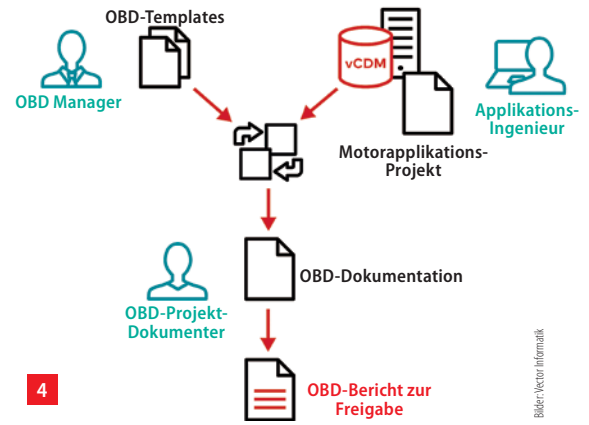 OBD-Templates
OBD Manager
vCDM
Applikations-
Ingenieur
Motorapplikations-
Projekt
OBD-Dokumentation
OBD-Projekt-
Dokumenter
OBD-Bericht zur
Freigabe
4
Bilder: Vector Informatik